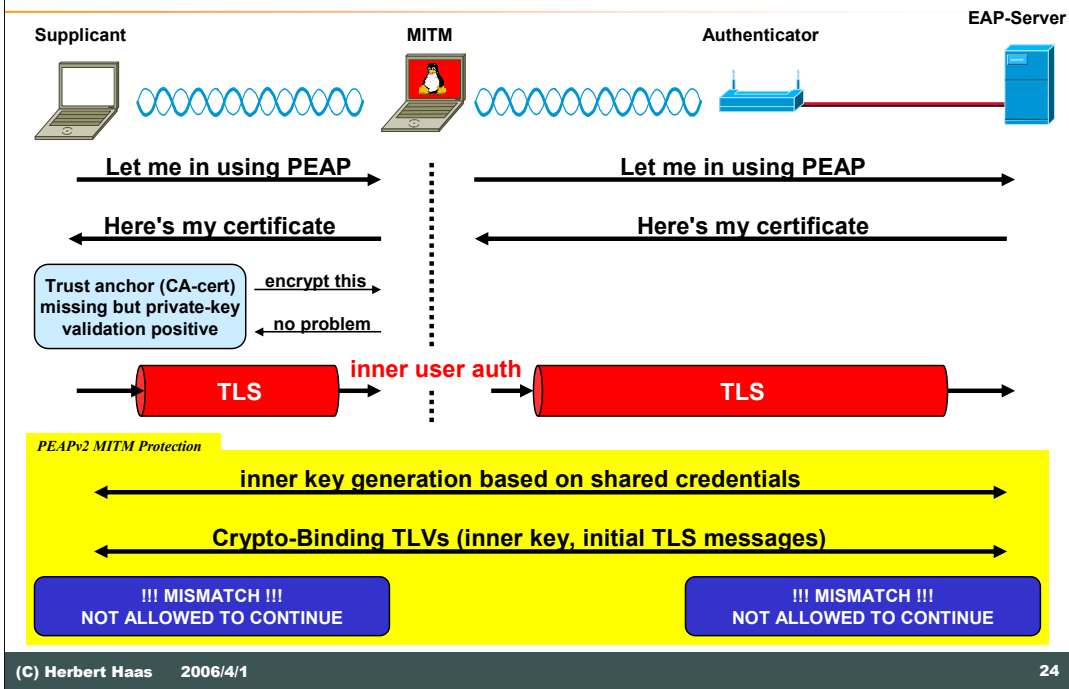 EAP-Server
Supplicant
MITM
Authenticator
Let me in using PEAP
Let me in using PEAP
Here's my certificate
Here's my certificate
Trust anchor (CA-cert)
missing but private-key
validation positive
encrypt this
no problem
inner user auth
TLS
TLS
PEAPv2 MITM Protection
inner key generation based on shared credentials
Crypto-Binding TLVs (inner key, initial TLS messages)
!!! MISMATCH !!!
NOT ALLOWED TO CONTINUE
!!! MISMATCH !!!
NOT ALLOWED TO CONTINUE
(C) Herbert Haas 2006/4/1
24